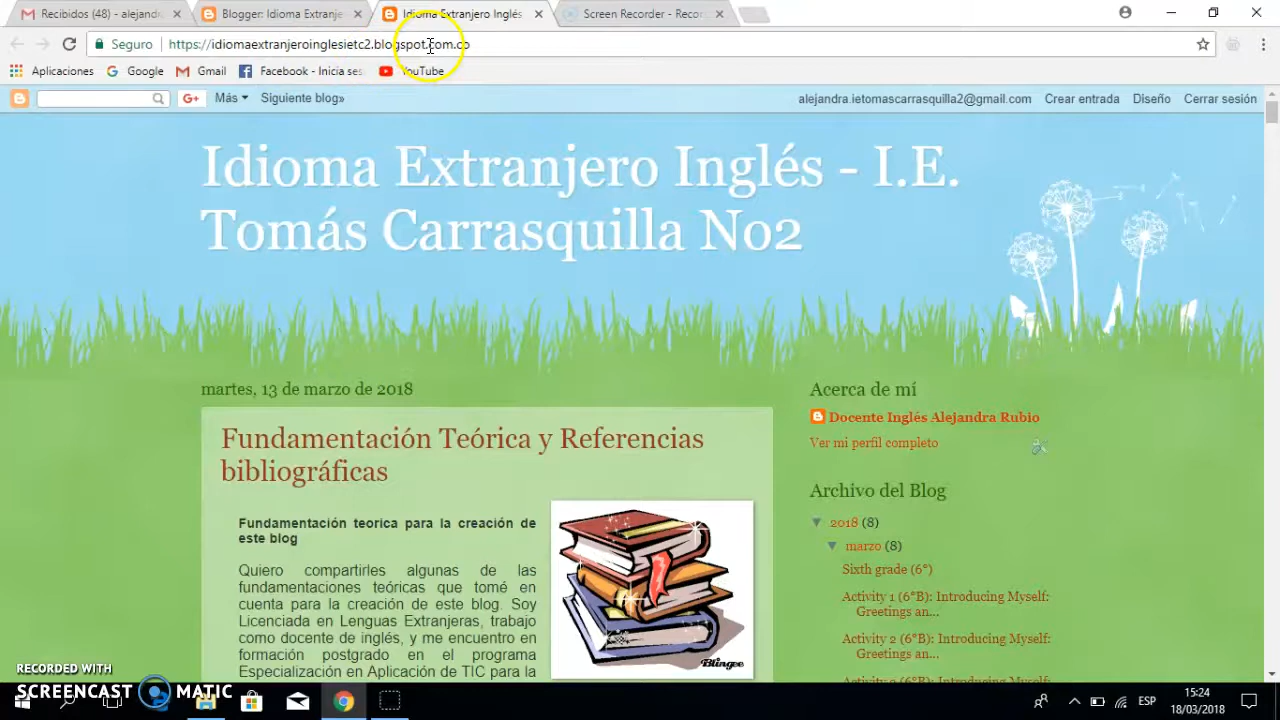 Recibidos (48) - alejandr
Blogger: Idioma Extranje
Idioma Extranjero Inglés
Screen Recorder - Recor
Seguro
https://idiomaextranjeroinglesietc2.blogspot.com.co
Aplicaciones
Google
Gmail
Facebook - Inicia ses
YouTube
G+
Más
Siguiente blog»
alejandra.ietomascarrasquilla2@gmail.com
Crear entrada
Diseño
Cerrar sesión
Idioma Extranjero Inglés - I.E.
Tomás Carrasquilla No2
martes, 13 de marzo de 2018
Fundamentación Teórica y Referencias
bibliográficas
Fundamentación teorica para la creación de
este blog
Quiero compartirles algunas de las
fundamentaciones teóricas que tomé en
cuenta para la creación de este blog. Soy
Licenciada en Lenguas Extranjeras, trabajo
como docente de inglés, y me encuentro en
formación postgrado en el programa
Especialización en Aplicación de TIC para la
Blingee
Acerca de mí
Docente Inglés Alejandra Rubio
Ver mi perfil completo
Archivo del Blog
▼ 2018 (8)
▼ marzo (8)
Sixth grade (6°)
Activity 1 (6°B): Introducing Myself:
Greetings an...
Activity 2 (6°B): Introducing Myself:
Greetings an...
RECORDED WITH
SCREENCAST MATIC
ESP
15:24
18/03/2018